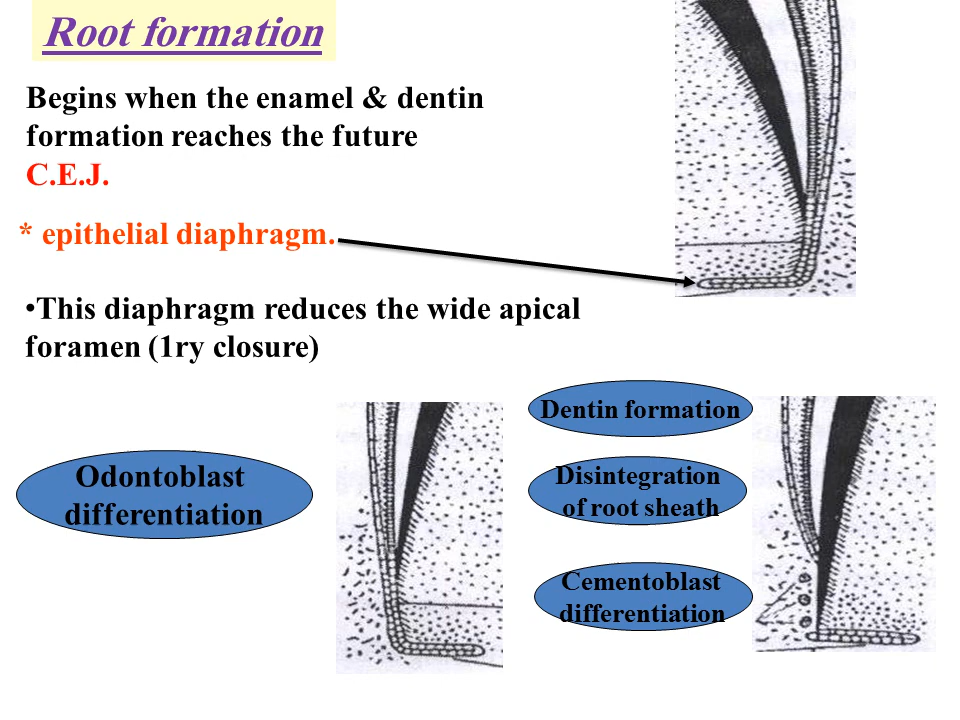 Root formation
Begins when the enamel & dentin
formation reaches the future
C.E.J.
* epithelial diaphragm.
•This diaphragm reduces the wide apical
foramen (1ry closure)
Odontoblast
differentiation
Dentin formation
Disintegration
of root sheath
Cementoblast
differentiation